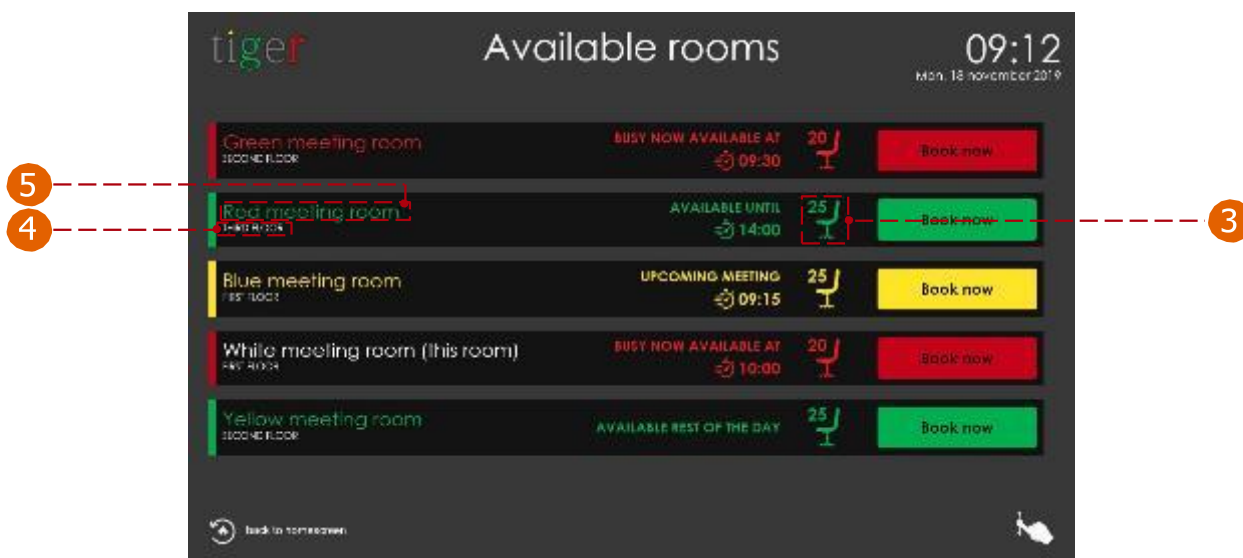 tiger
Available rooms
09:12
Mon. 18 november 2019
Green meeting room
SECOND FLOOR
BUSY NOW AVAILABLE AT
09:30
20
Book now
5
Red meeting room
THIRD FLOOR
AVAILABLE UNTIL
14:00
25
Book now
3
4
Blue meeting room
FIRST FLOOR
UPCOMING MEETING
09:15
25
Book now
White meeting room (this room)
FIRST FLOOR
BUSY NOW AVAILABLE AT
10:00
20
Book now
Yellow meeting room
SECOND FLOOR
AVAILABLE REST OF THE DAY
25
Book now
back to homescreen